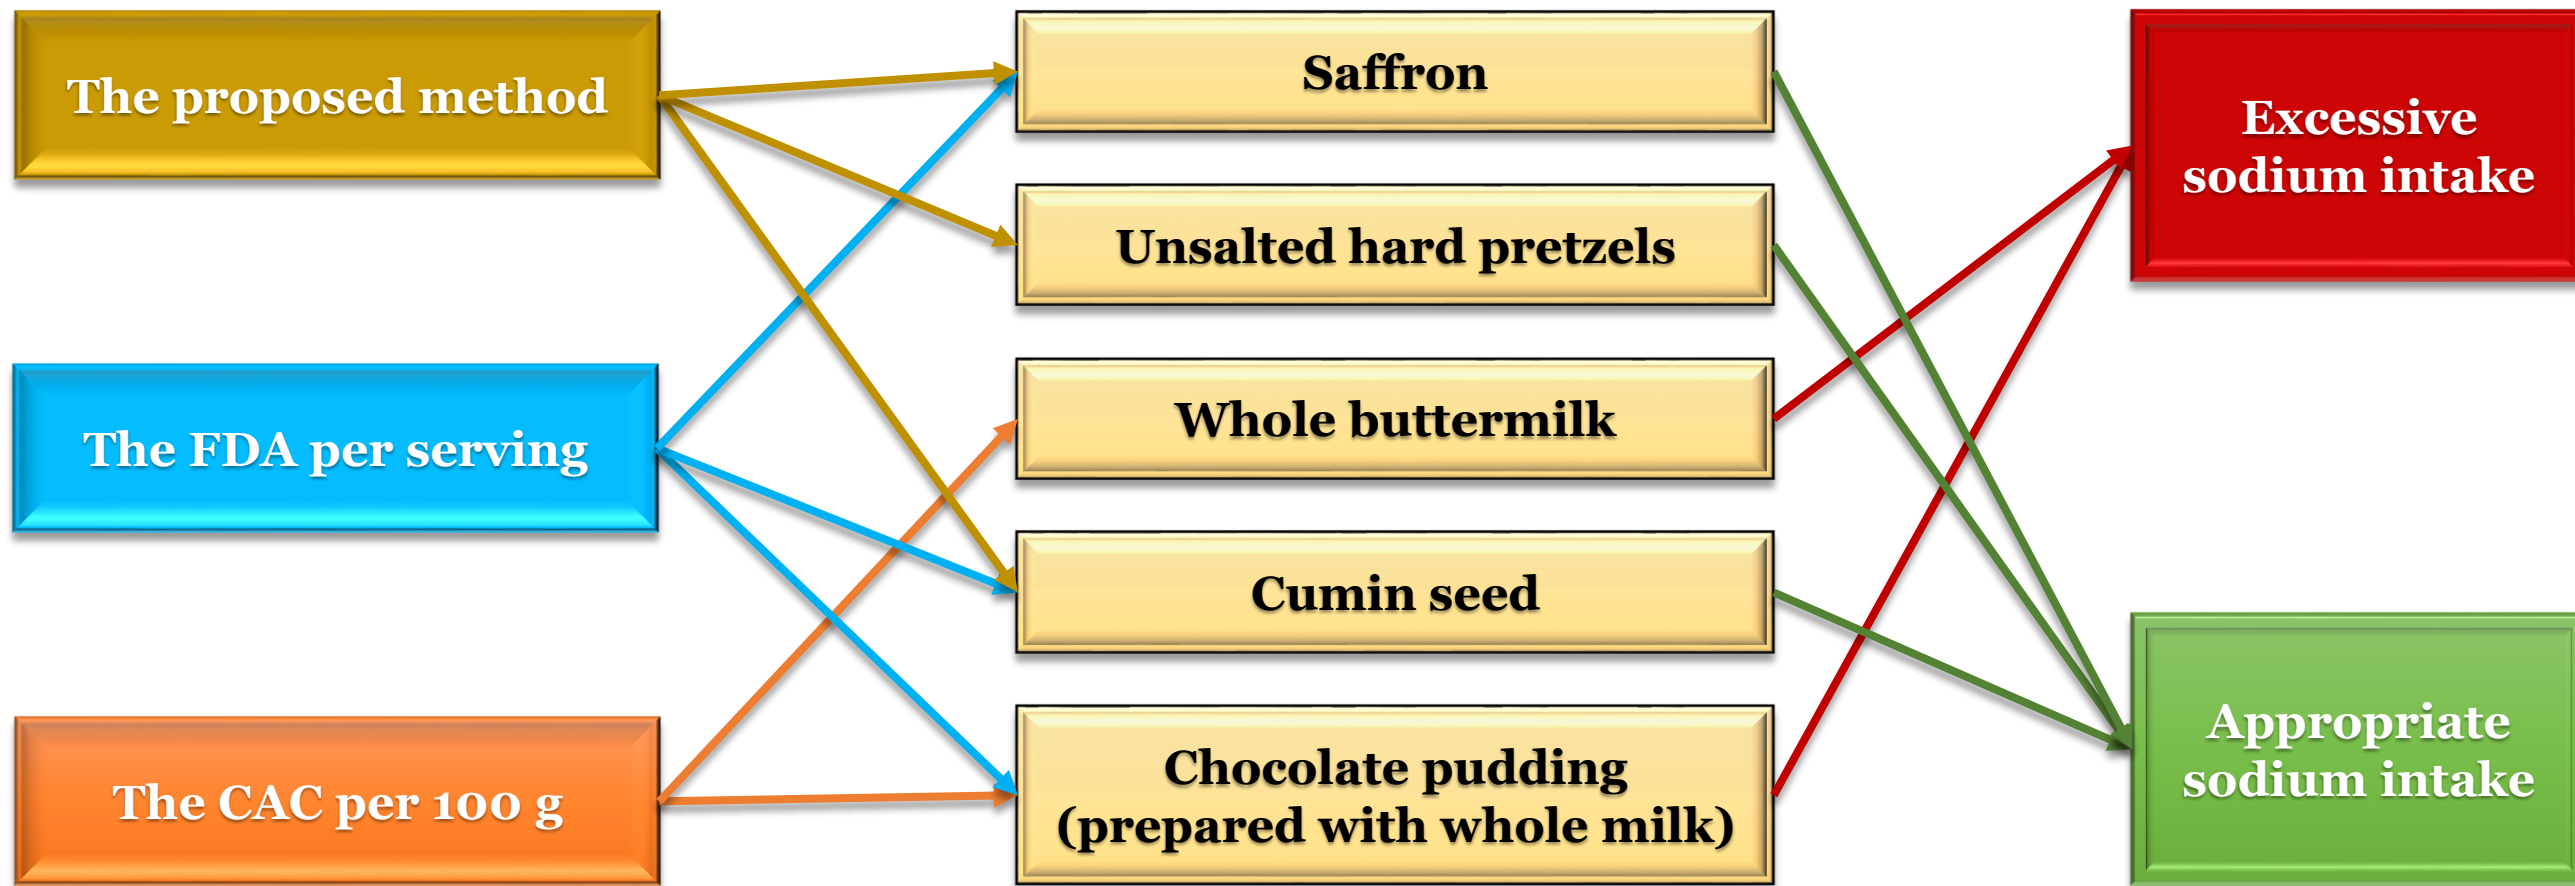 The proposed method
The FDA per serving
The CAC per 100 g
Saffron
Unsalted hard pretzels
Whole buttermilk
Cumin seed
Chocolate pudding
(prepared with whole milk)
Excessive
sodium intake
Appropriate
sodium intake